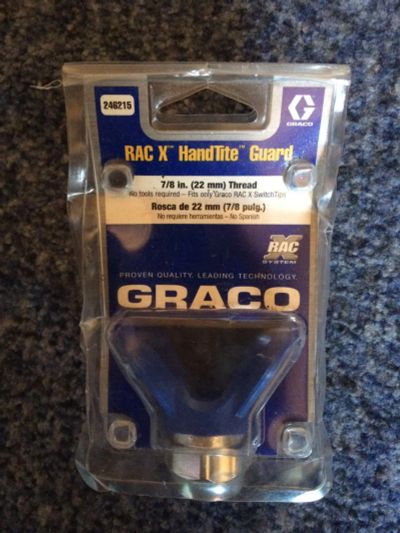 246215
GRACO
RAC X™ HandTite™ Guard
7/8 in. (22 mm) Thread
No tools required – Fits only Graco RAC X SwitchTips
Rosca de 22 mm (7/8 pulg.)
No requiere herramientas – No Spanish
RAC
X
SYSTEM
PROVEN QUALITY. LEADING TECHNOLOGY.
GRACO